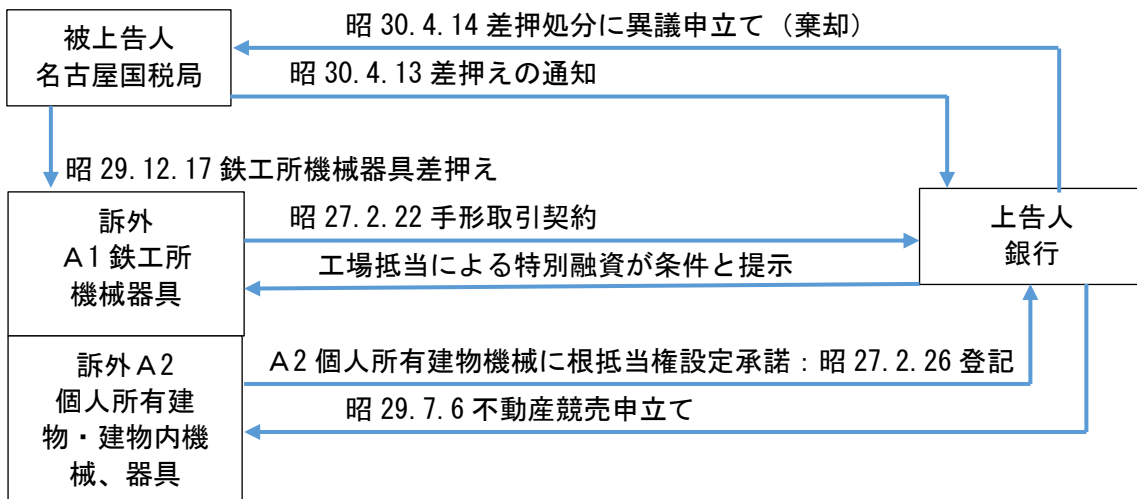 昭 30.4.14 差押処分に異議申立て（棄却）
被上告人
名古屋国税局
昭 30.4.13 差押えの通知
昭 29.12.17 鉄工所機械器具差押え
訴外
Ａ1 鉄工所
機械器具
昭 27.2.22 手形取引契約
工場抵当による特別融資が条件と提示
上告人
銀行
訴外Ａ2
個人所有建
物・建物内機
械、器具
Ａ2 個人所有建物機械に根抵当権設定承諾：昭 27.2.26 登記
昭 29.7.6 不動産競売申立て